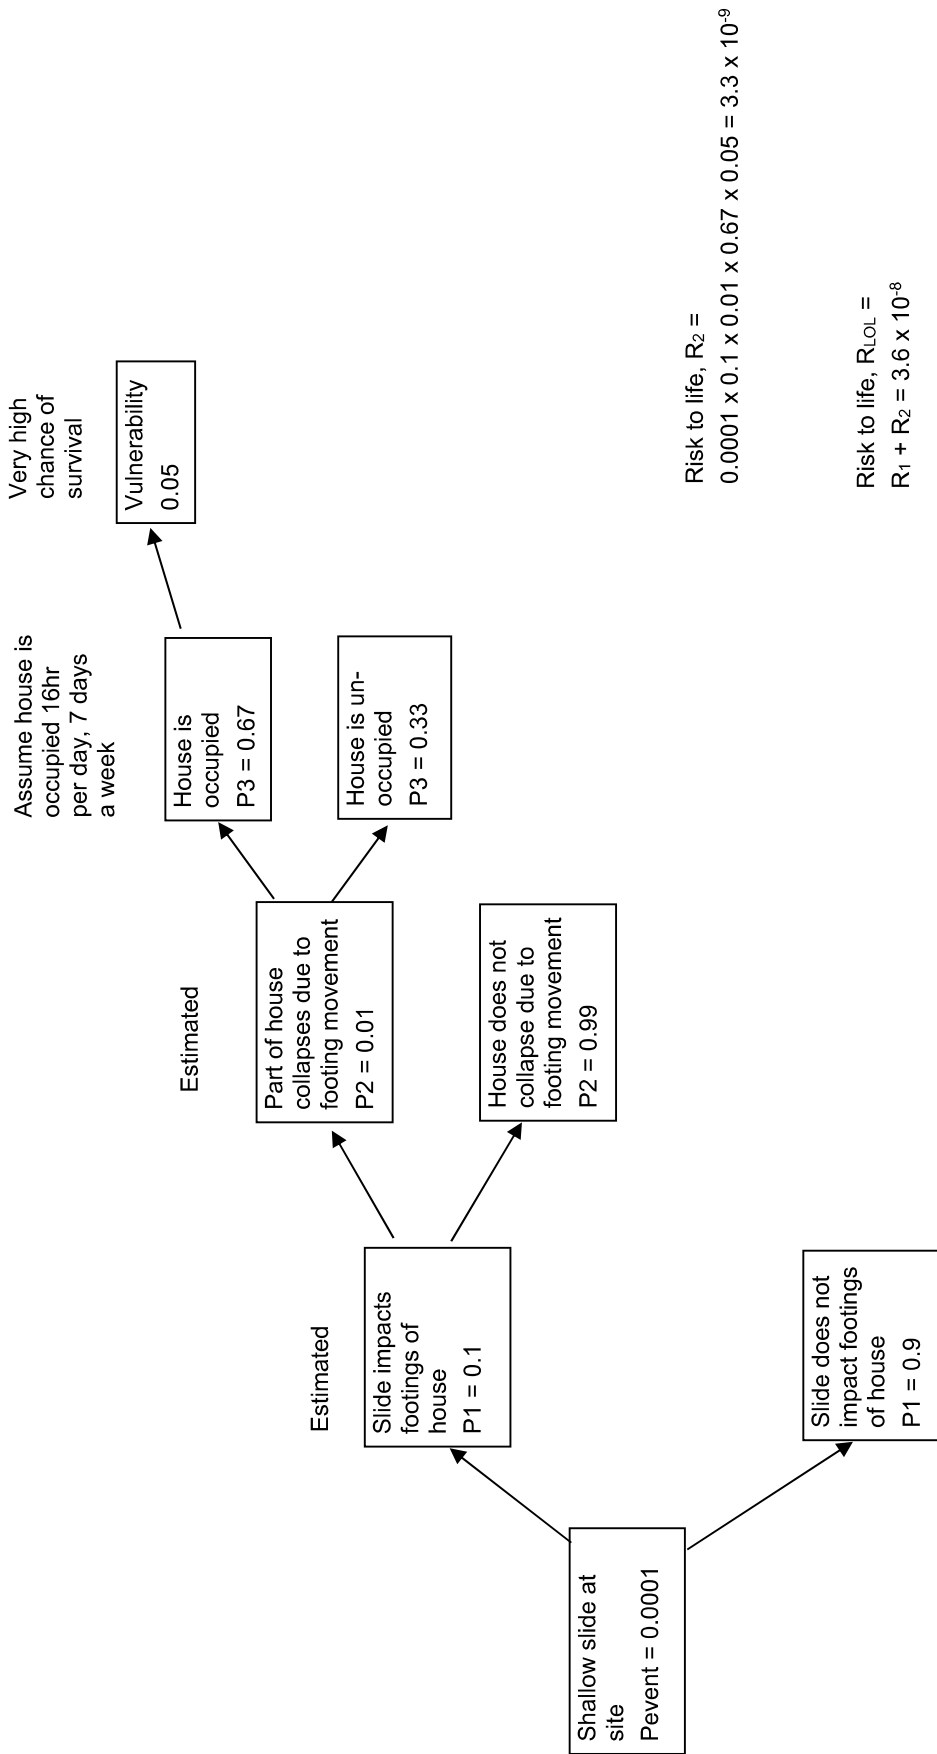 Shallow slide at
site
Pevent = 0.0001
Estimated
Slide impacts
footings of
house
P1 = 0.1
Slide does not
impact footings
of house
P1 = 0.9
Estimated
Part of house
collapses due to
footing movement
P2 = 0.01
House does not
collapse due to
footing movement
P2 = 0.99
Assume house is
occupied 16hr
per day, 7 days
a week
House is
occupied
P3 = 0.67
House is un-
occupied
P3 = 0.33
Very high
chance of
survival
Vulnerability
0.05
Risk to life, R₂ =
0.0001 x 0.1 x 0.01 x 0.67 x 0.05 = 3.3 x 10⁻⁹
Risk to life, RLOL =
R₁ + R₂ = 3.6 x 10⁻⁸